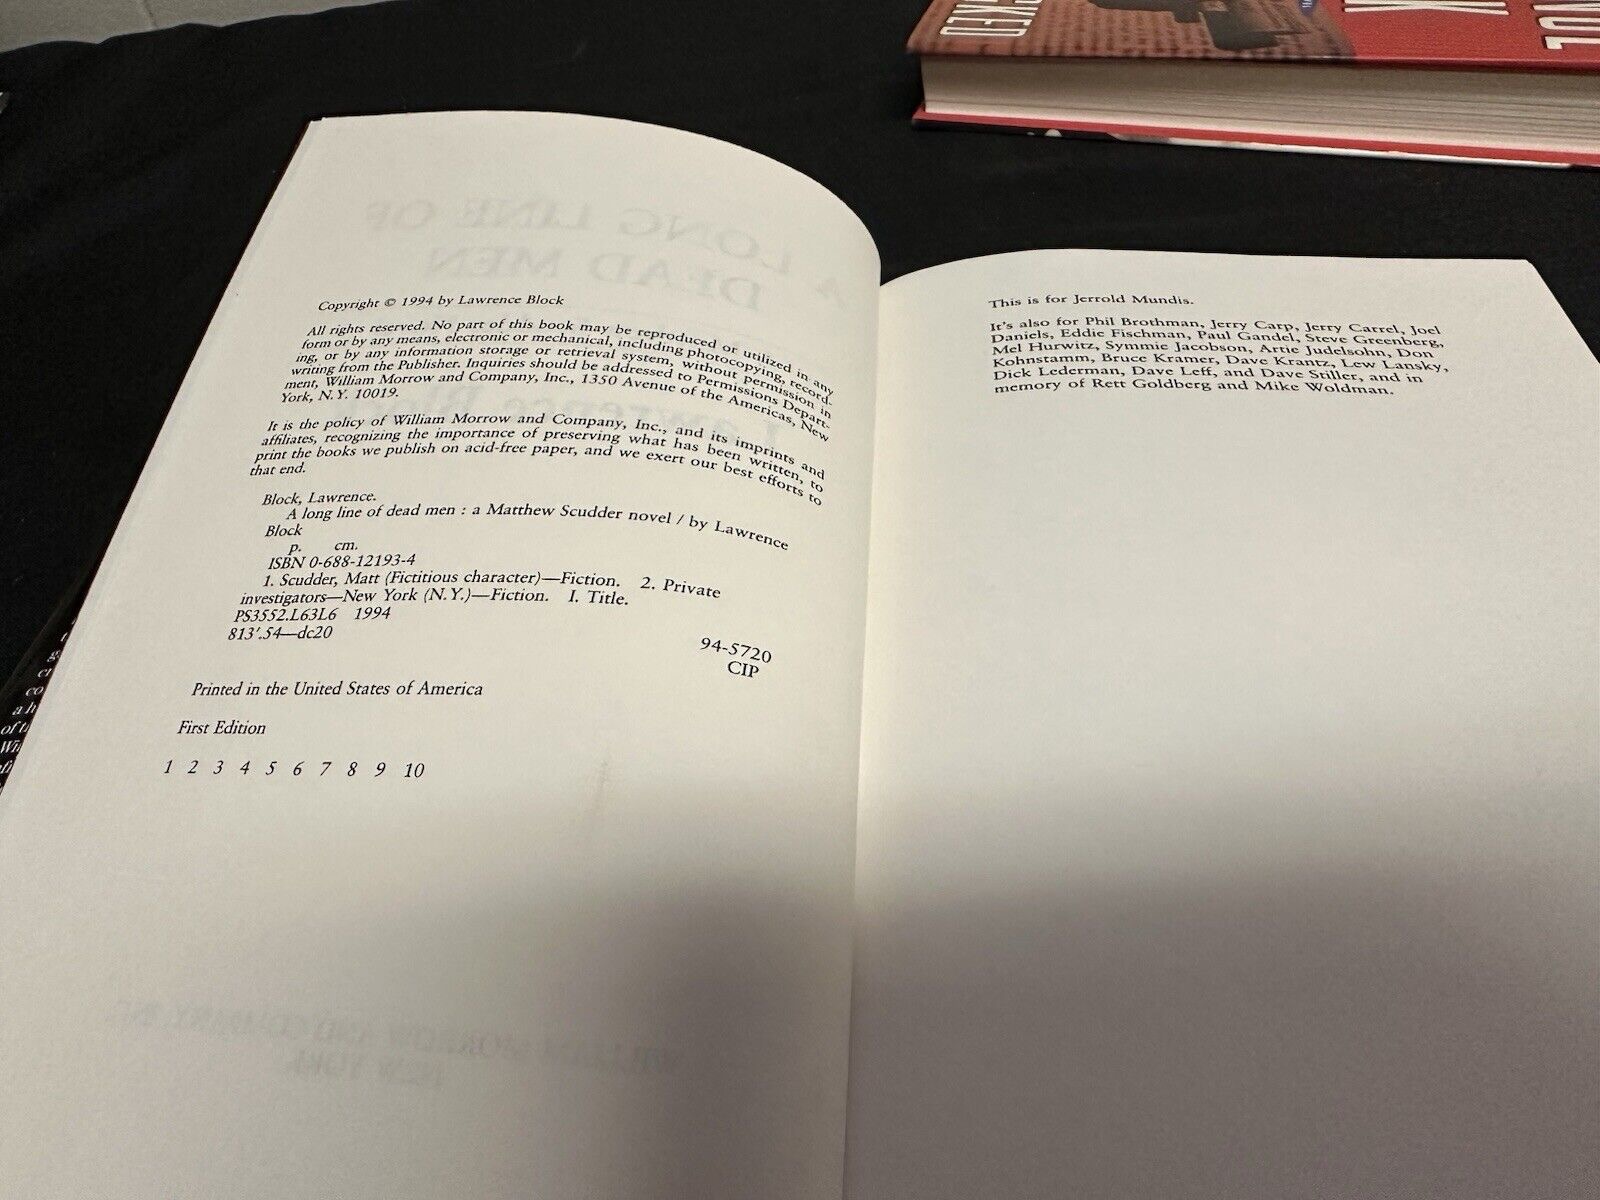 Copyright © 1994 by Lawrence Block
All rights reserved. No part of this book may be reproduced or utilized in any
form or by any means, electronic or mechanical, including photocopying, record-
ing, or by any information storage or retrieval system, without permission in
writing from the Publisher. Inquiries should be addressed to Permissions Depart-
ment, William Morrow and Company, Inc., 1350 Avenue of the Americas, New
York, N.Y. 10019.
It is the policy of William Morrow and Company, Inc., and its imprints and
affiliates, recognizing the importance of preserving what has been written, to
print the books we publish on acid-free paper, and we exert our best efforts to
that end.
Block, Lawrence.
A long line of dead men : a Matthew Scudder novel / by Lawrence
Block
p. cm.
ISBN 0-688-12193-4
1. Scudder, Matt (Fictitious character)—Fiction. 2. Private
investigators—New York (N.Y.)—Fiction. I. Title.
PS3552.L63L6 1994
813'.54—dc20
94-5720
CIP
Printed in the United States of America
First Edition
1 2 3 4 5 6 7 8 9 10
This is for Jerrold Mundis.
It's also for Phil Brothman, Jerry Carp, Jerry Carrel, Joel
Daniels, Eddie Fischman, Paul Gandel, Steve Greenberg,
Mel Hurwitz, Symmie Jacobson, Artie Judelsohn, Don
Kohnstamm, Bruce Kramer, Dave Krantz, Lew Lansky,
Dick Lederman, Dave Leff, and Dave Stiller, and in
memory of Rett Goldberg and Mike Woldman.